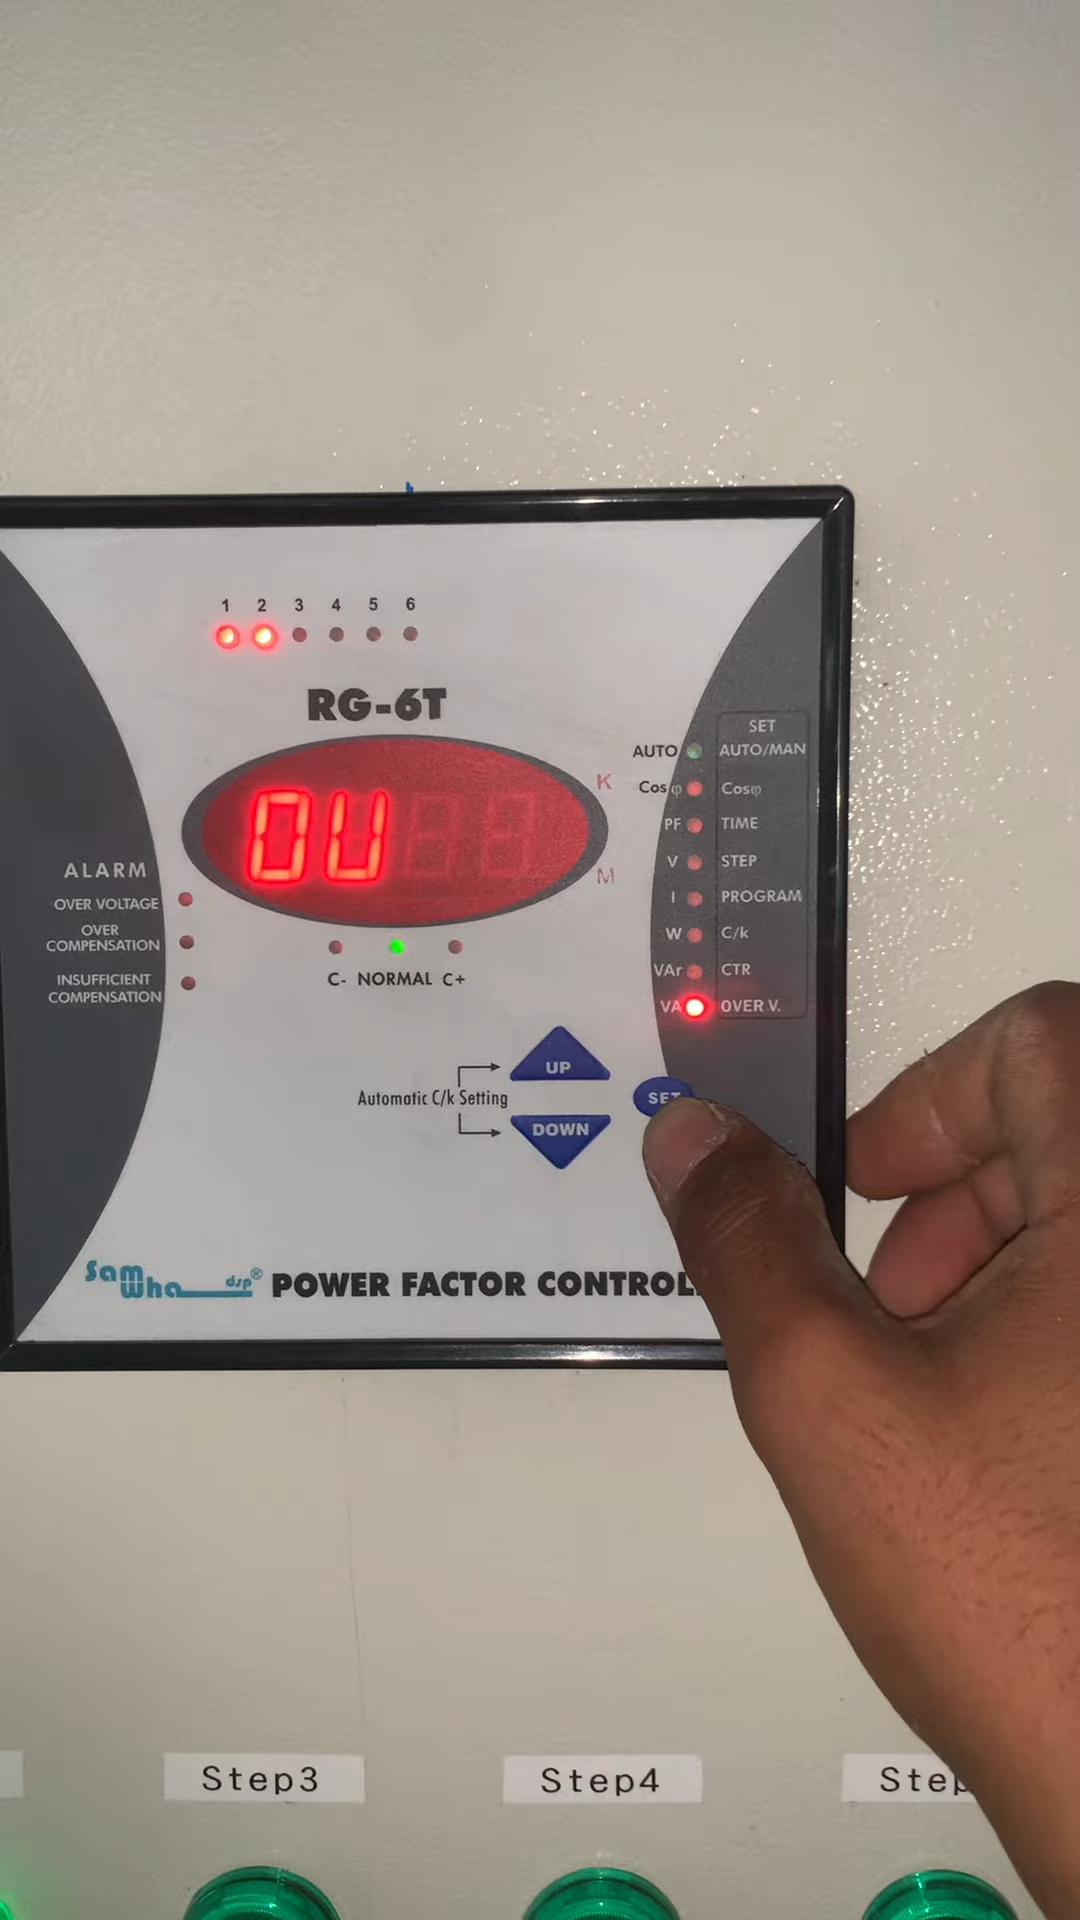 1 2 3 4 5 6
RG-6T
OU
K
M
ALARM
OVER VOLTAGE
OVER
COMPENSATION
INSUFFICIENT
COMPENSATION
C- NORMAL C+
SET
AUTO AUTO/MAN
Cosφ Cosφ
PF TIME
V STEP
I PROGRAM
W C/k
VAr CTR
VA OVER V.
UP
Automatic C/k Setting
SET
DOWN
Samwha dsp®
POWER FACTOR
Step3
Step4